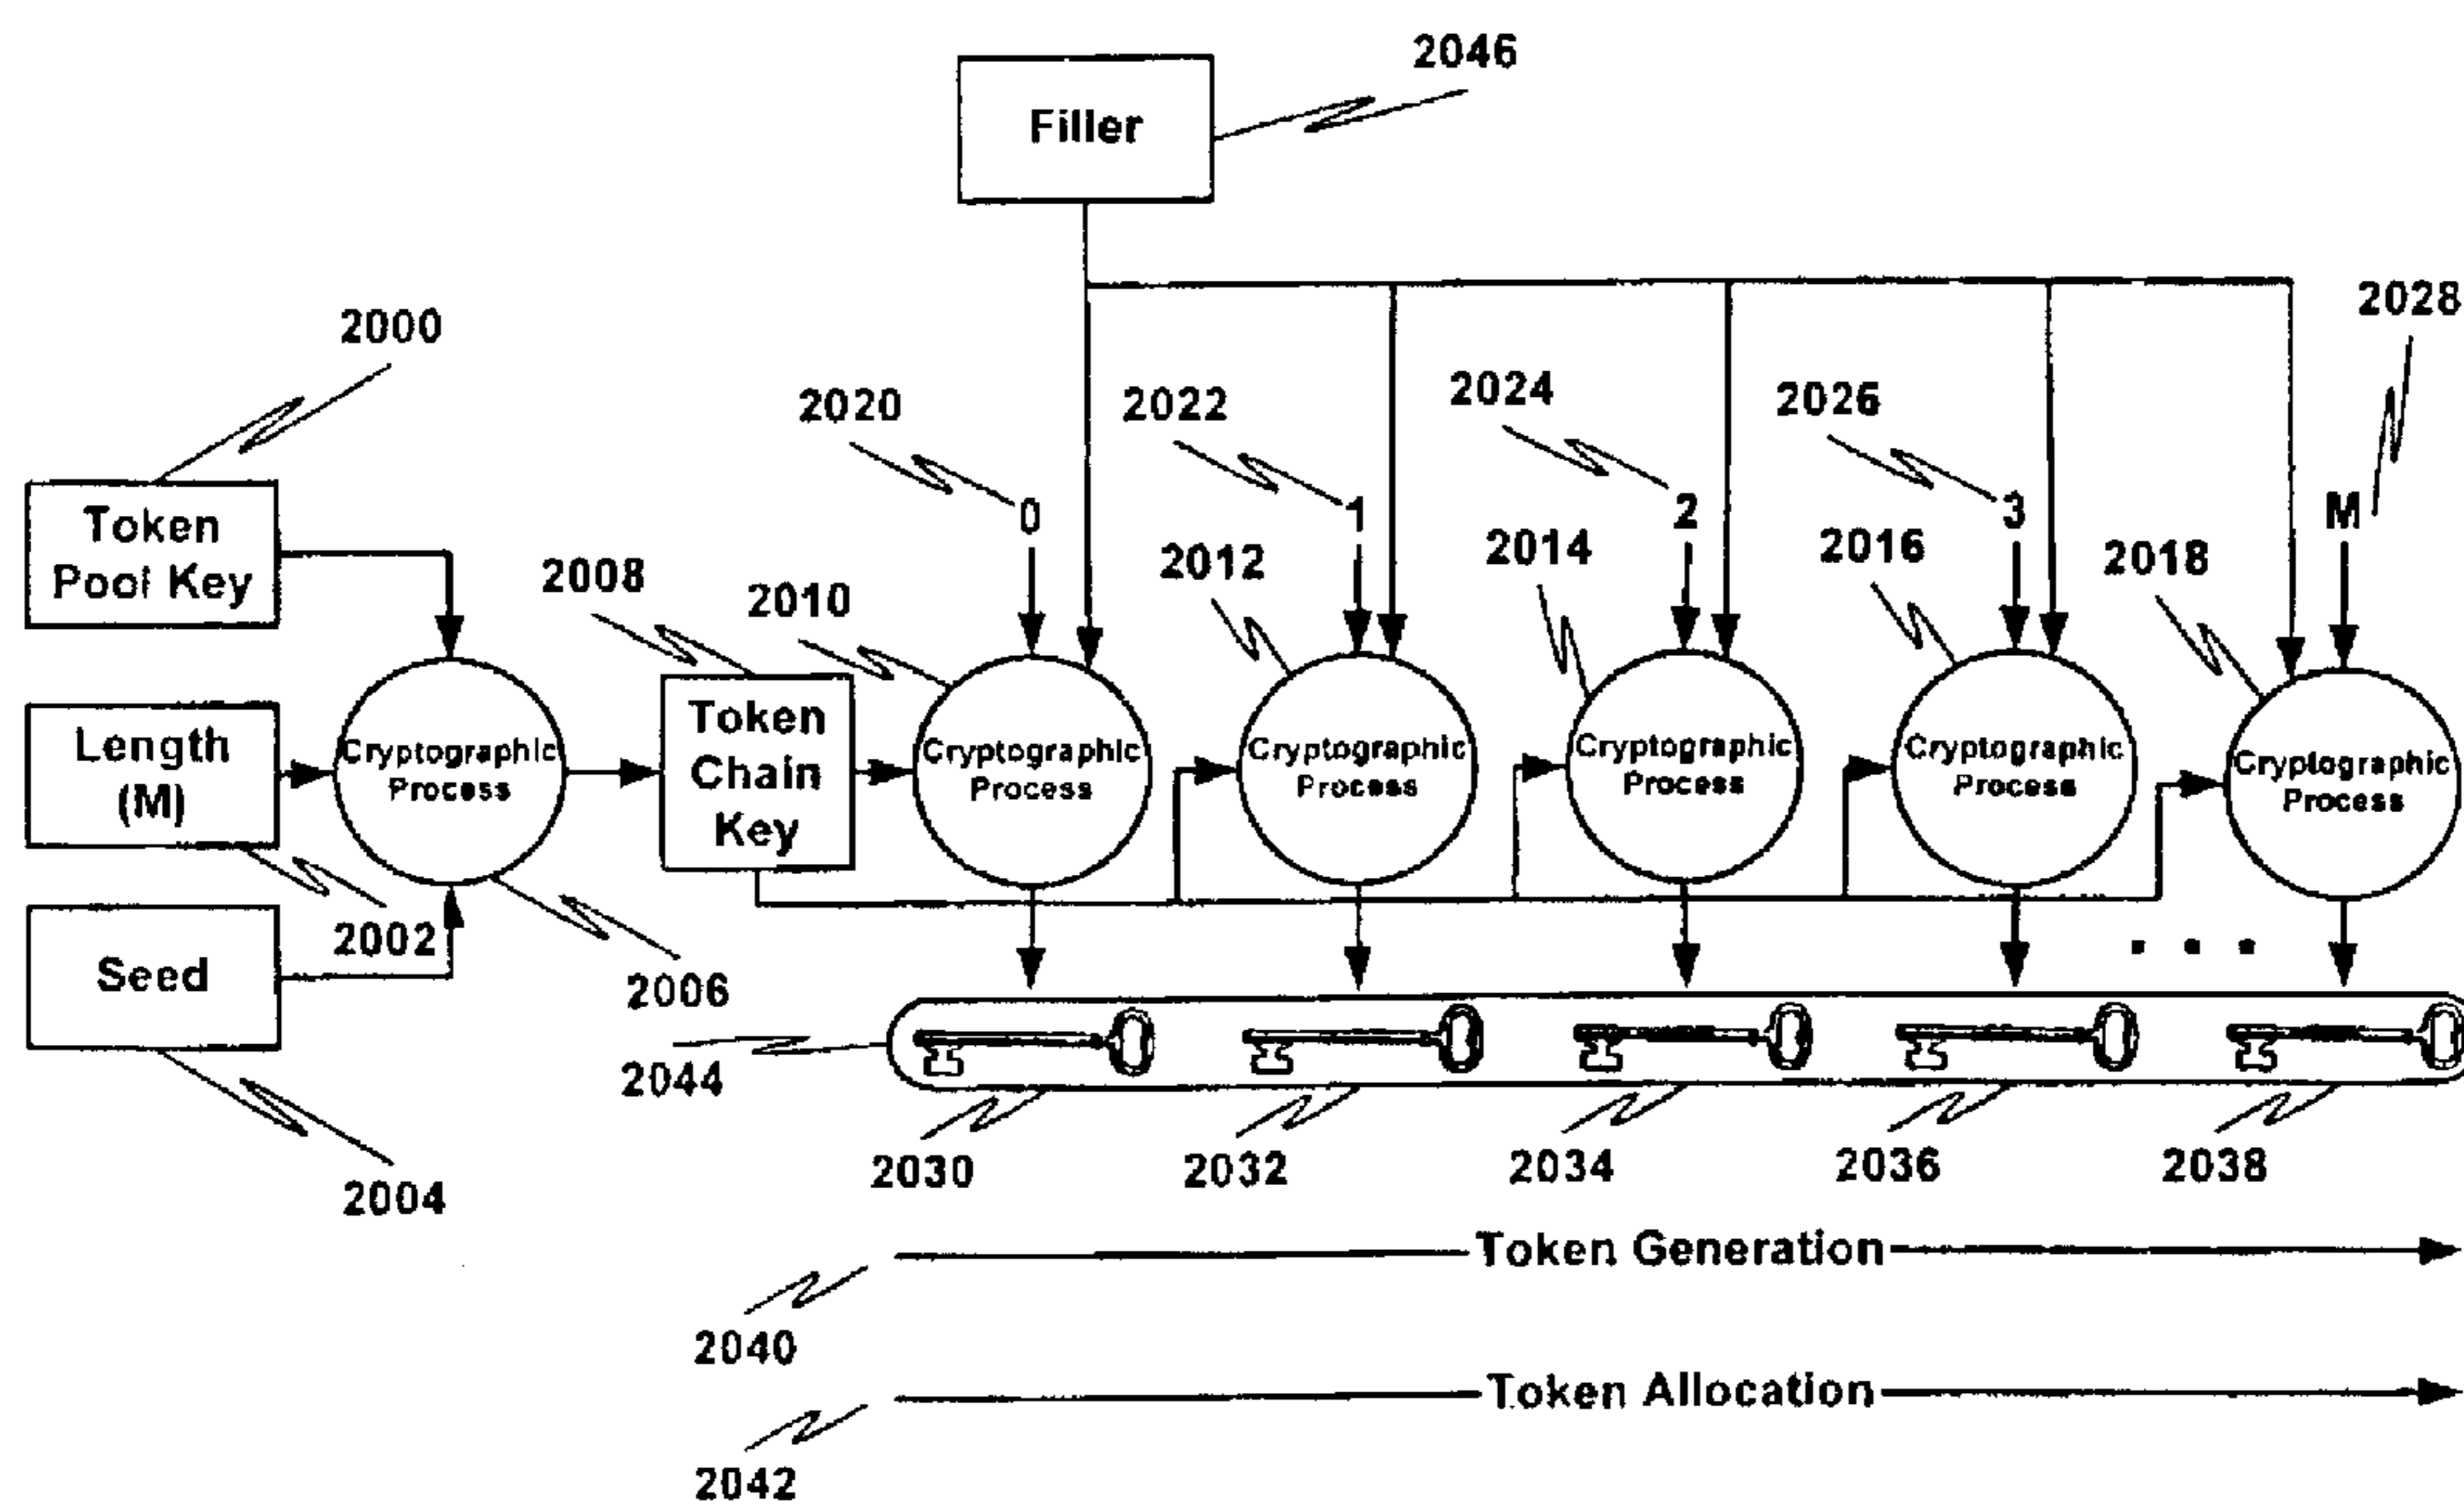 2046
Filler
2028
2000
2020
2022
2024
2026
0
1
2
3
M
Token
Pool Key
2008
2010
2012
2014
2016
2018
Length
(M)
Cryptographic
Process
Token
Chain
Key
Cryptographic
Process
Cryptographic
Process
Cryptographic
Process
Cryptographic
Process
Cryptographic
Process
2002
Seed
2006
. . .
2044
2004
2030
2032
2034
2036
2038
Token Generation
2040
Token Allocation
2042